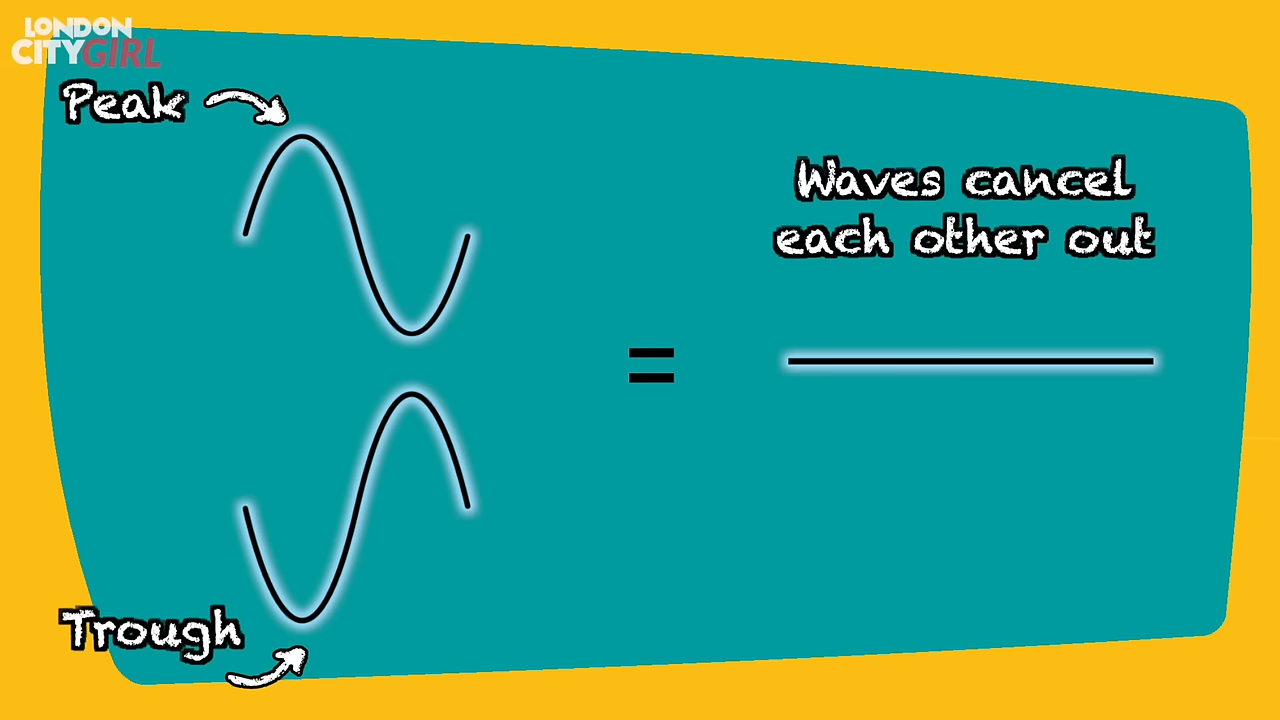 LONDON
CITYGIRL
Peak
Waves cancel
each other out
=
Trough